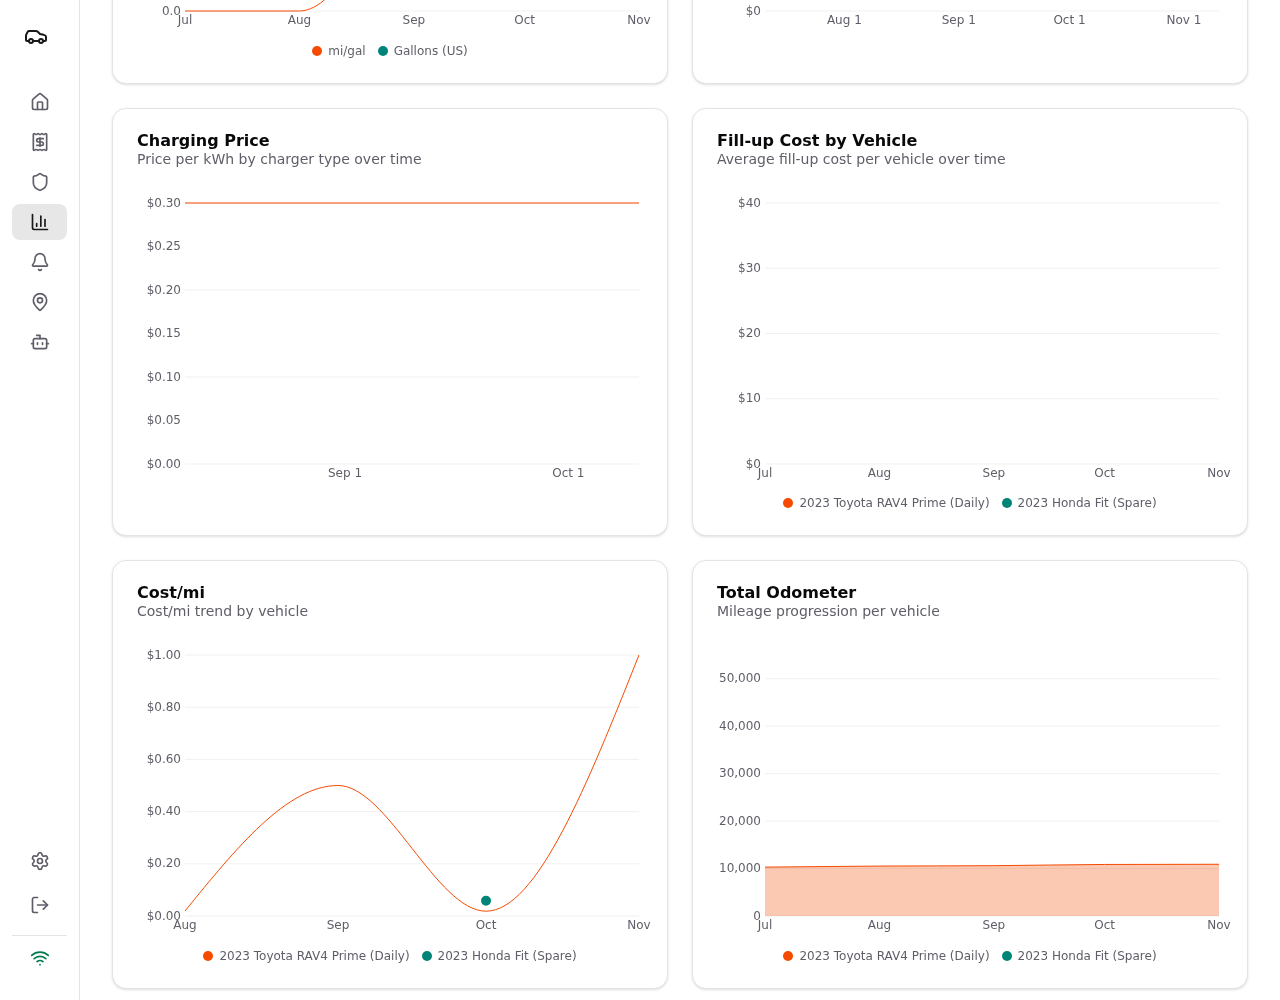 0.0
Jul Aug Sep Oct Nov
mi/gal Gallons (US)
$0
Aug 1 Sep 1 Oct 1 Nov 1
Charging Price
Price per kWh by charger type over time
$0.30
$0.25
$0.20
$0.15
$0.10
$0.05
$0.00
Sep 1 Oct 1
Fill-up Cost by Vehicle
Average fill-up cost per vehicle over time
$40
$30
$20
$10
$0
Jul Aug Sep Oct Nov
2023 Toyota RAV4 Prime (Daily) 2023 Honda Fit (Spare)
Cost/mi
Cost/mi trend by vehicle
$1.00
$0.80
$0.60
$0.40
$0.20
$0.00
Aug Sep Oct Nov
2023 Toyota RAV4 Prime (Daily) 2023 Honda Fit (Spare)
Total Odometer
Mileage progression per vehicle
50,000
40,000
30,000
20,000
10,000
0
Jul Aug Sep Oct Nov
2023 Toyota RAV4 Prime (Daily) 2023 Honda Fit (Spare)